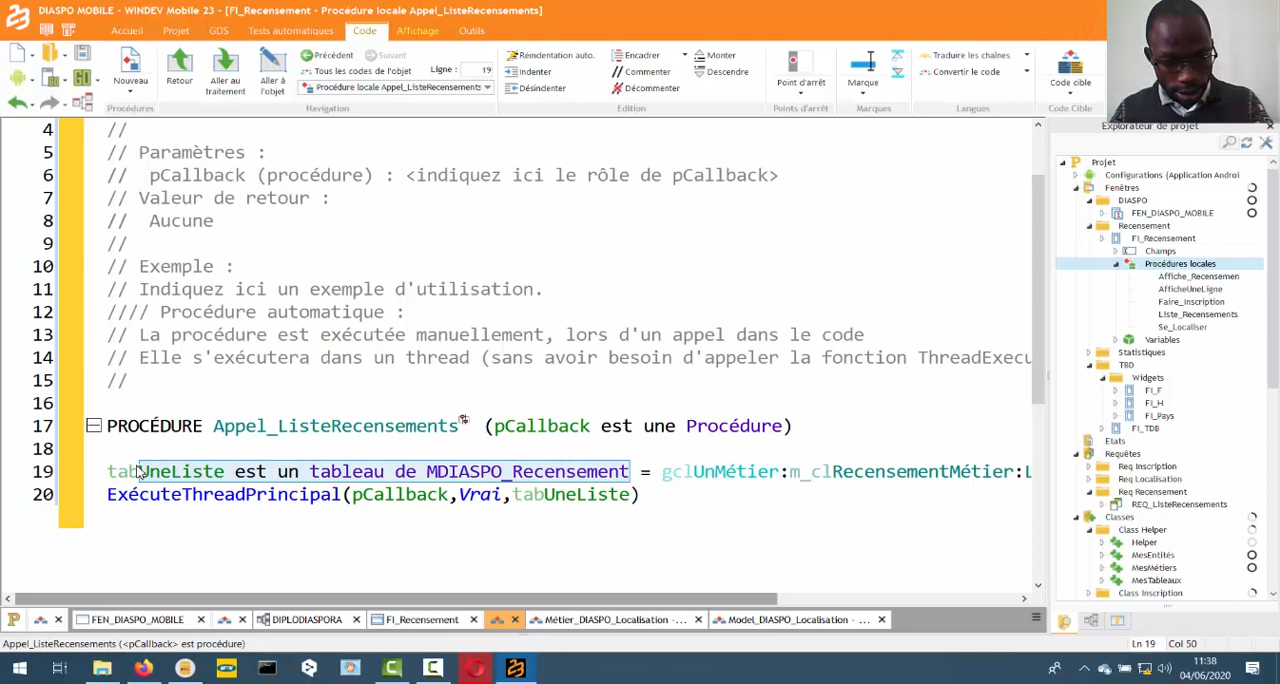 DIASPO MOBILE - WINDEV Mobile 23 - [FI_Recensement - Procédure locale Appel_ListeRecensements]
Accueil Projet GDS Tests automatiques Code Affichage Outils
Nouveau
Procédures
Retour
Aller au traitement
Aller à l'objet
Précédent Suivant
Tous les codes de l'objet Ligne : 19
Procédure locale Appel_ListeRecensements
Navigation
Réindentation auto.
Indenter
Désindenter
Encadrer
Commenter
Décommenter
Monter
Descendre
Edition
Point d'arrêt
Points d'arrêt
Marque
Marques
Traduire les chaînes
Convertir le code
Langues
Code cible
Code Cible
4 //
5 // Paramètres :
6 // pCallback (procédure) : <indiquez ici le rôle de pCallback>
7 // Valeur de retour :
8 // Aucune
9 //
10 // Exemple :
11 // Indiquez ici un exemple d'utilisation.
12 //// Procédure automatique :
13 // La procédure est exécutée manuellement, lors d'un appel dans le code
14 // Elle s'exécutera dans un thread (sans avoir besoin d'appeler la fonction ThreadExecu
15 //
16
17 PROCÉDURE Appel_ListeRecensements (pCallback est une Procédure)
18
19 tabUneListe est un tableau de MDIASPO_Recensement = gclUnMétier:m_clRecensementMétier:L
20 ExécuteThreadPrincipal(pCallback,Vrai,tabUneListe)
Explorateur de projet
Projet
Configurations (Application Androi
Fenêtres
DIASPO
FEN_DIASPO_MOBILE
Recensement
FI_Recensement
Champs
Procédures locales
Affiche_Recensemen
AfficheUneLigne
Faire_Inscription
Liste_Recensements
Se_Localiser
Variables
Statistiques
TBD
Widgets
FI_F
FI_H
FI_Pays
FI_TDB
Etats
Requêtes
Req Inscription
Req Localisation
Req Recensement
REQ_ListeRecensements
Classes
Class Helper
Helper
MesEntités
MesMétiers
MesTableaux
Class Inscription
FEN_DIASPO_MOBILE DIPLODIASPORA FI_Recensement Métier_DIASPO_Localisation - ... Model_DIASPO_Localisation - ...
Appel_ListeRecensements (<pCallback> est procédure)
Ln 19 Col 50
11:38
04/06/2020